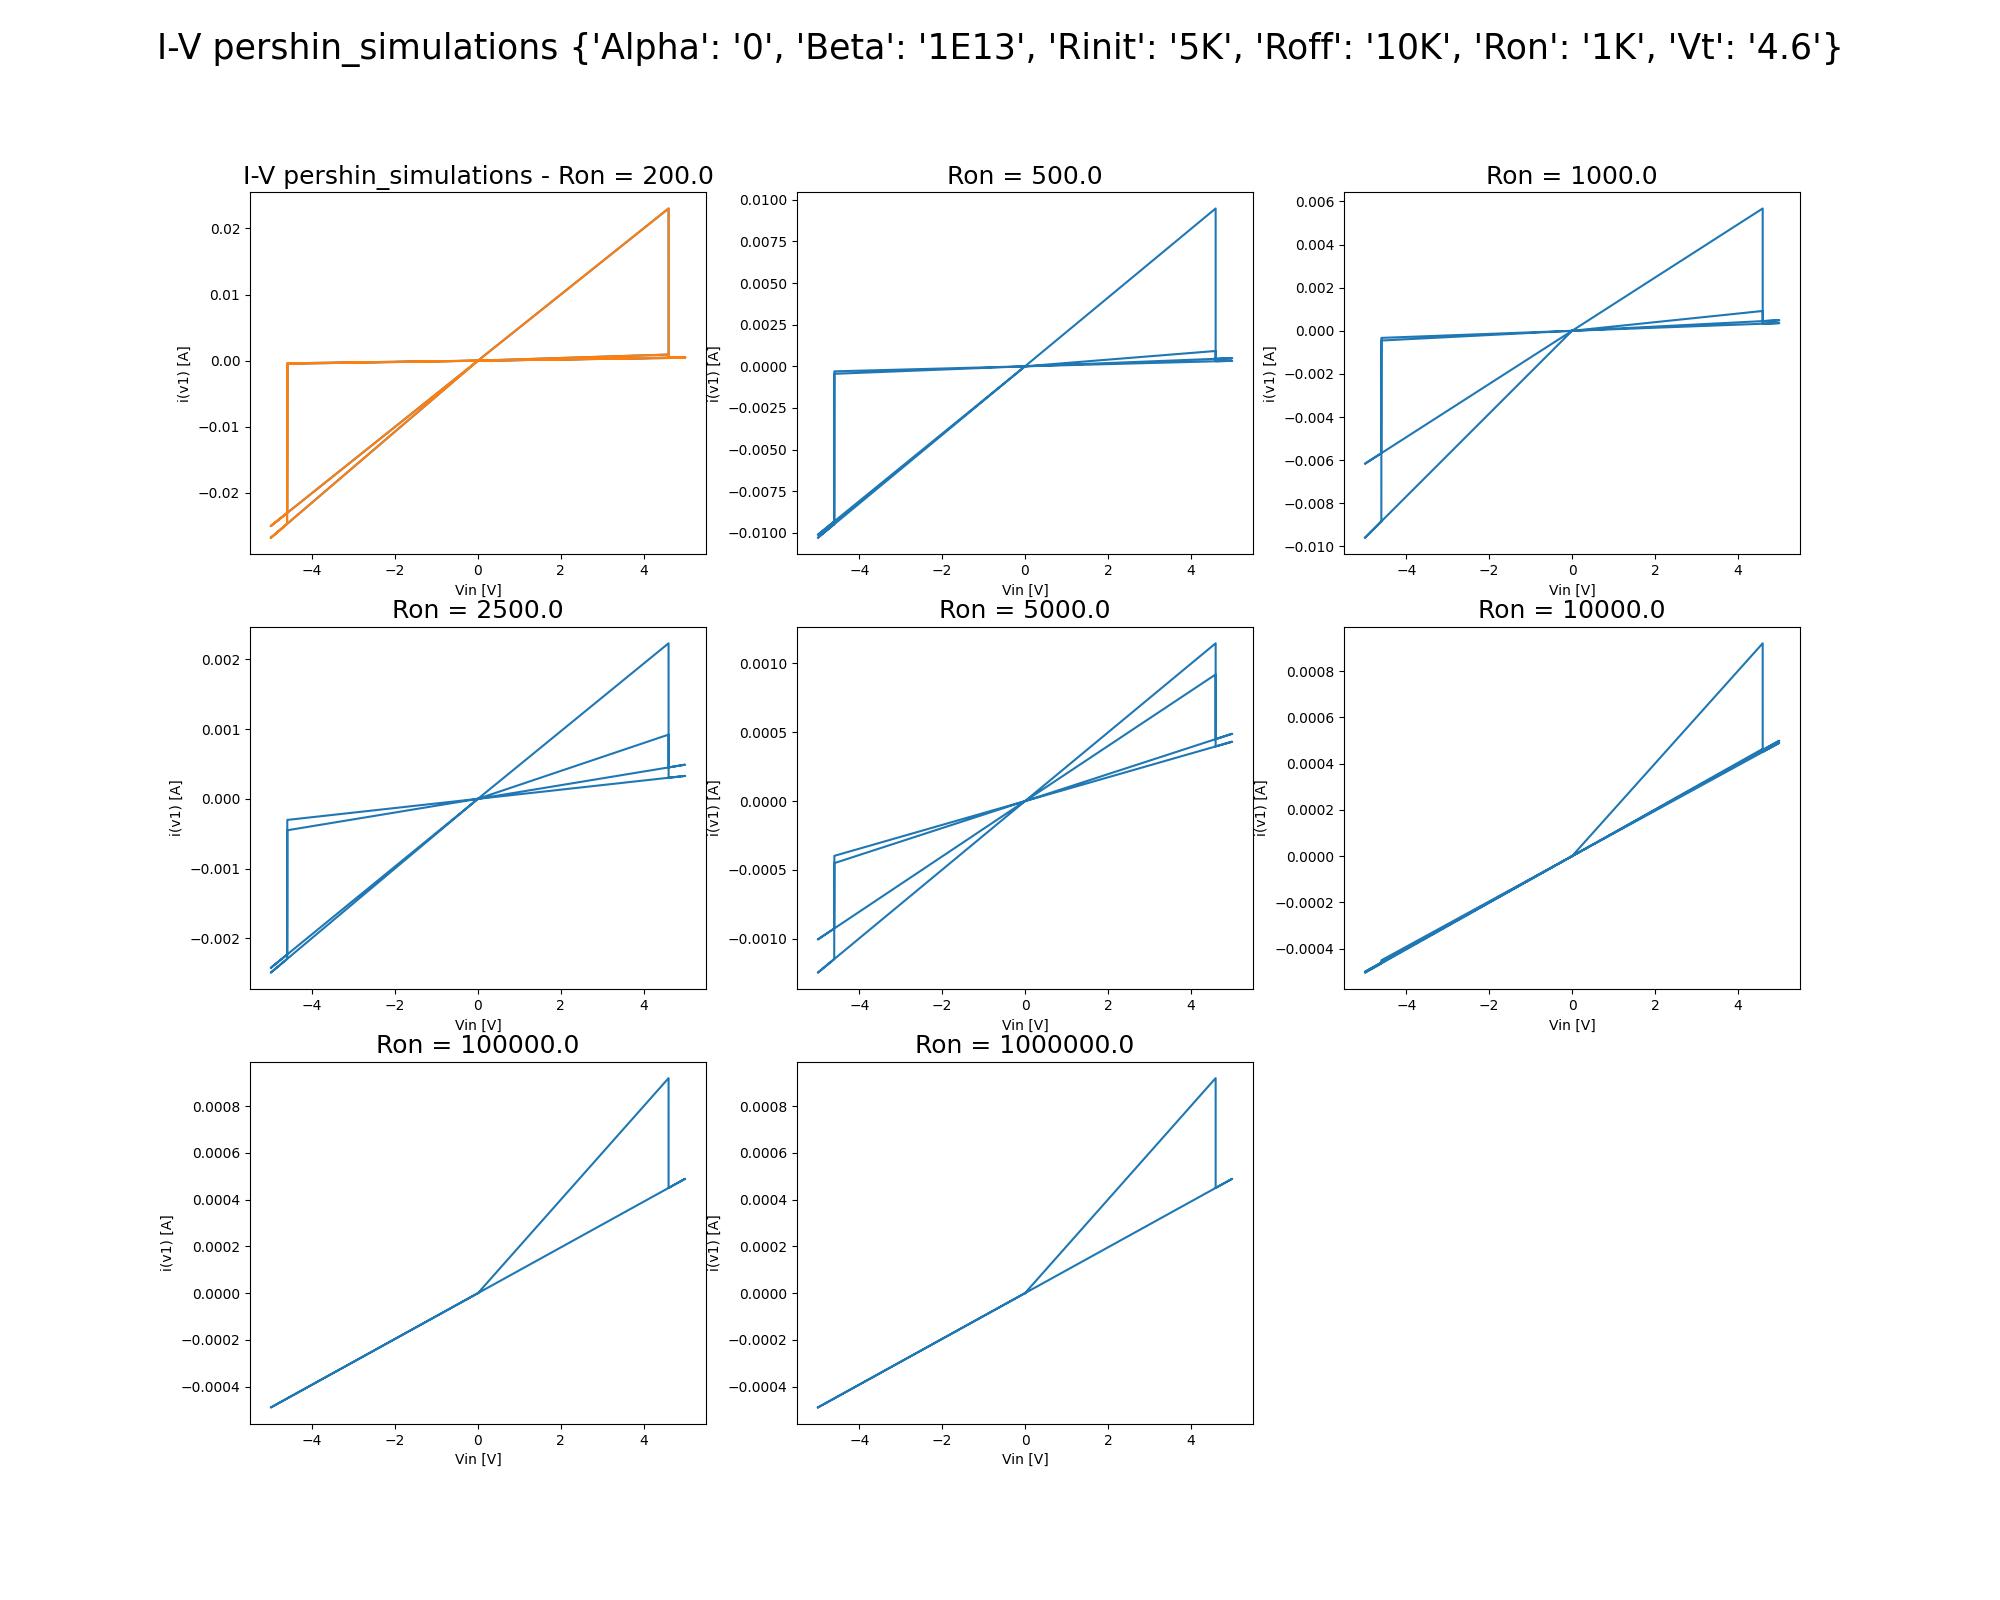 I-V pershin_simulations {'Alpha': '0', 'Beta': '1E13', 'Rinit': '5K', 'Roff': '10K', 'Ron': '1K', 'Vt': '4.6'}
I-V pershin_simulations - Ron = 200.0
0.02
0.01
0.00
−0.01
−0.02
i(v1) [A]
−4 −2 0 2 4
Vin [V]
Ron = 500.0
0.0100
0.0075
0.0050
0.0025
0.0000
−0.0025
−0.0050
−0.0075
−0.0100
i(v1) [A]
−4 −2 0 2 4
Vin [V]
Ron = 1000.0
0.006
0.004
0.002
0.000
−0.002
−0.004
−0.006
−0.008
−0.010
i(v1) [A]
−4 −2 0 2 4
Vin [V]
Ron = 2500.0
0.002
0.001
0.000
−0.001
−0.002
i(v1) [A]
−4 −2 0 2 4
Vin [V]
Ron = 5000.0
0.0010
0.0005
0.0000
−0.0005
−0.0010
i(v1) [A]
−4 −2 0 2 4
Vin [V]
Ron = 10000.0
0.0008
0.0006
0.0004
0.0002
0.0000
−0.0002
−0.0004
i(v1) [A]
−4 −2 0 2 4
Vin [V]
Ron = 100000.0
0.0008
0.0006
0.0004
0.0002
0.0000
−0.0002
−0.0004
i(v1) [A]
−4 −2 0 2 4
Vin [V]
Ron = 1000000.0
0.0008
0.0006
0.0004
0.0002
0.0000
−0.0002
−0.0004
i(v1) [A]
−4 −2 0 2 4
Vin [V]